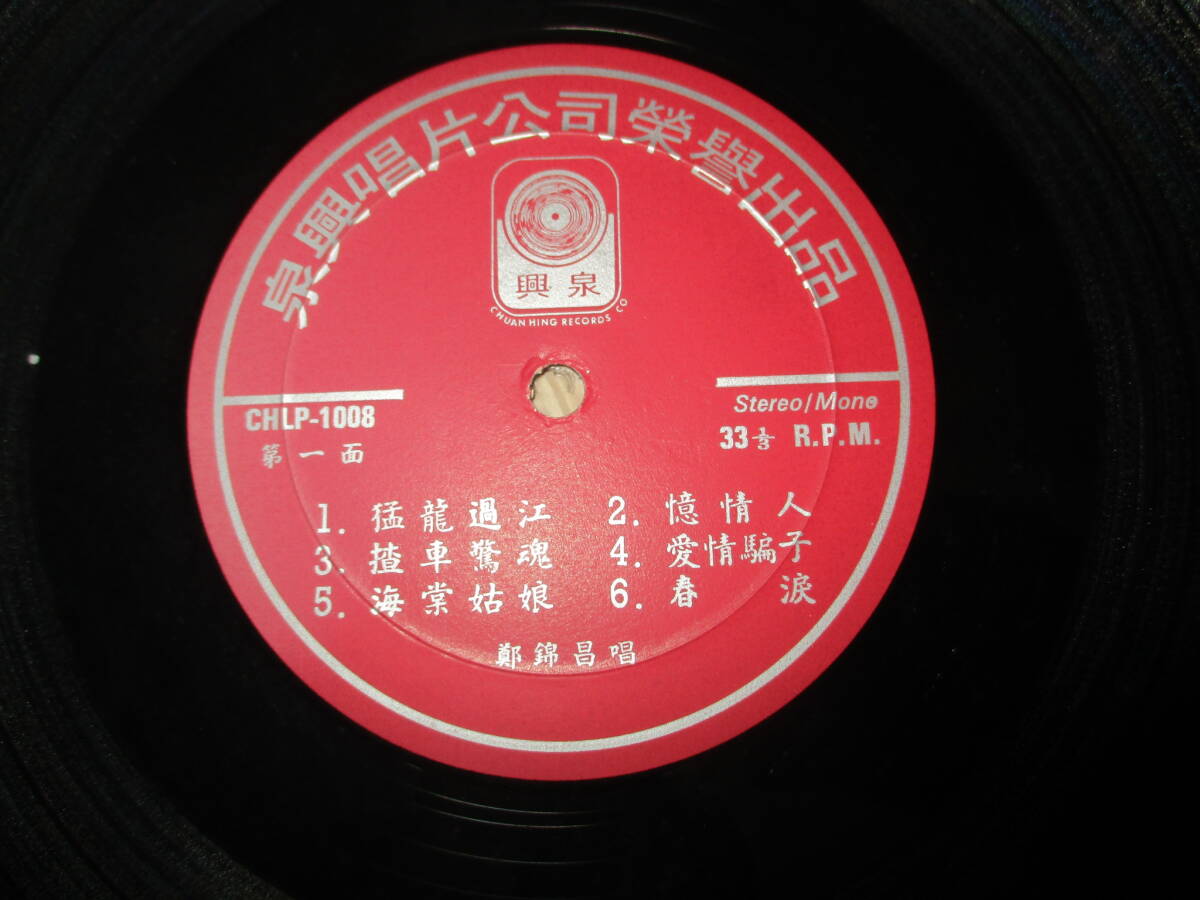 泉興唱片公司榮譽出品
興泉
CHUAN HING RECORDS CO
CHLP-1008
第一面
Stereo/Mono
33⅓ R.P.M.
1. 猛龍過江 2. 憶情人
3. 揸車驚魂 4. 愛情騙子
5. 海棠姑娘 6. 春淚
鄭錦昌唱